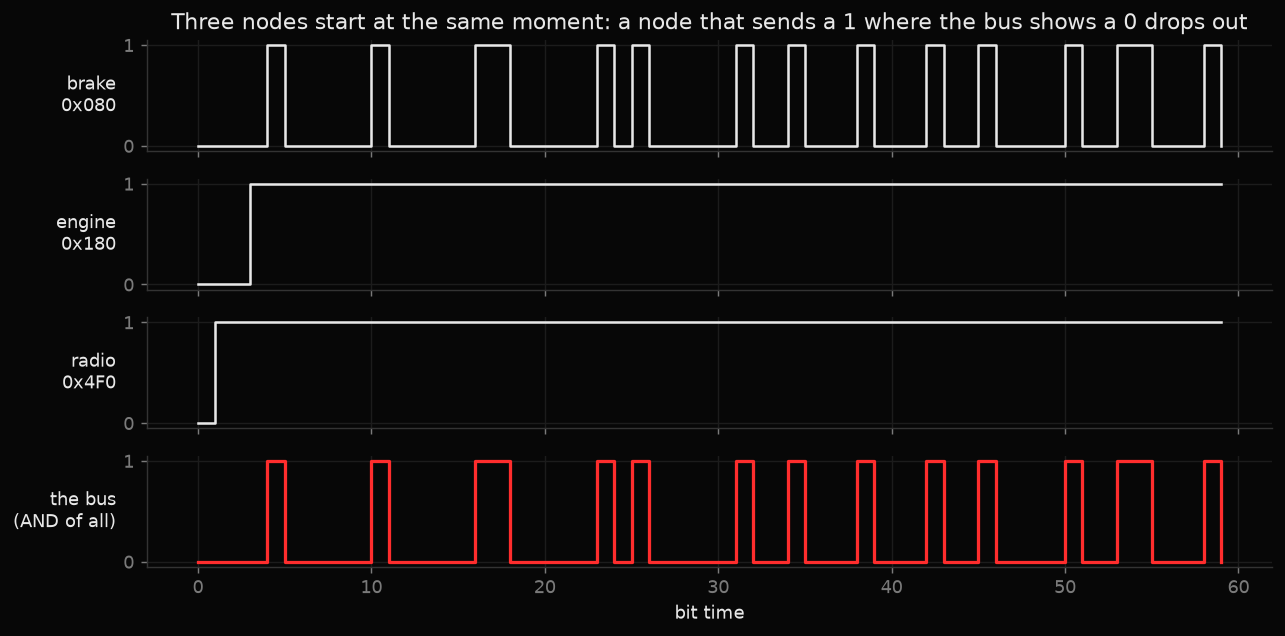 Three nodes start at the same moment: a node that sends a 1 where the bus shows a 0 drops out
1
brake
0x080
0
1
engine
0x180
0
1
radio
0x4F0
0
1
the bus
(AND of all)
0
0 10 20 30 40 50 60
bit time